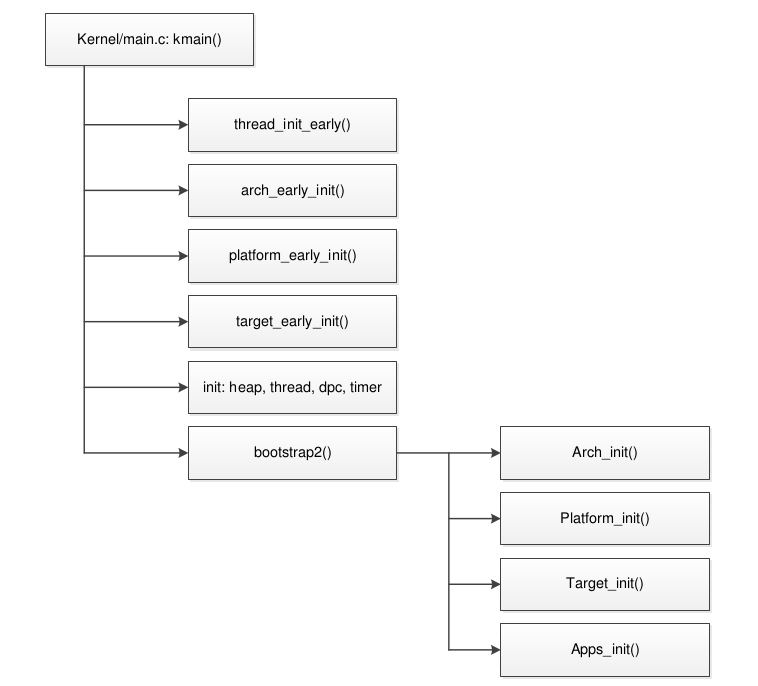 Kernel/main.c: kmain()
thread_init_early()
arch_early_init()
platform_early_init()
target_early_init()
init: heap, thread, dpc, timer
bootstrap2()
Arch_init()
Platform_init()
Target_init()
Apps_init()